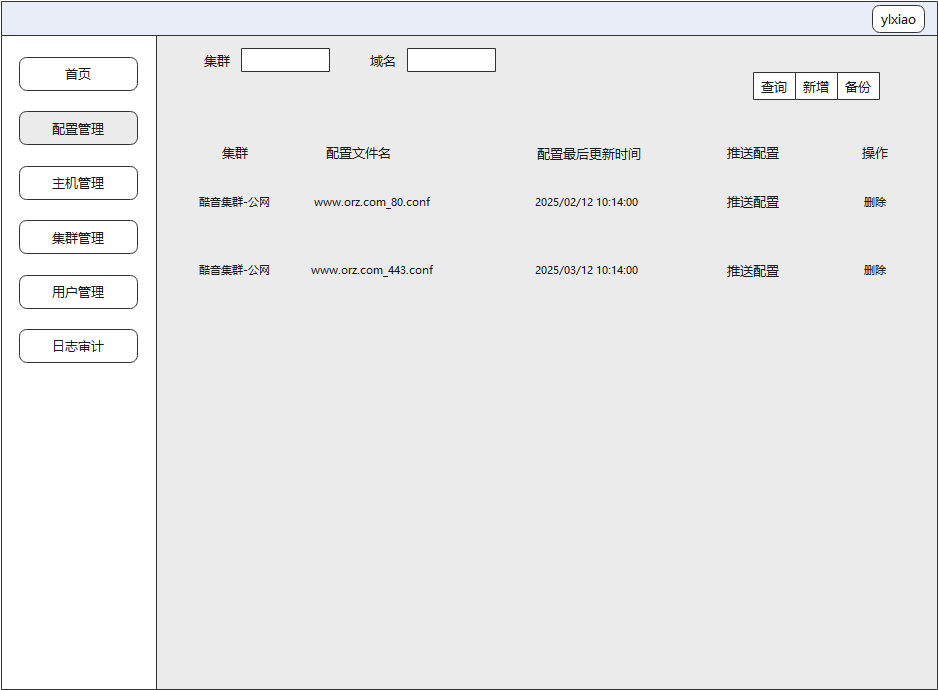 ylxiao
首页
配置管理
主机管理
集群管理
用户管理
日志审计
集群 域名
查询 新增 备份
集群 配置文件名 配置最后更新时间 推送配置 操作
酷音集群-公网 www.orz.com_80.conf 2025/02/12 10:14:00 推送配置 删除
酷音集群-公网 www.orz.com_443.conf 2025/03/12 10:14:00 推送配置 删除